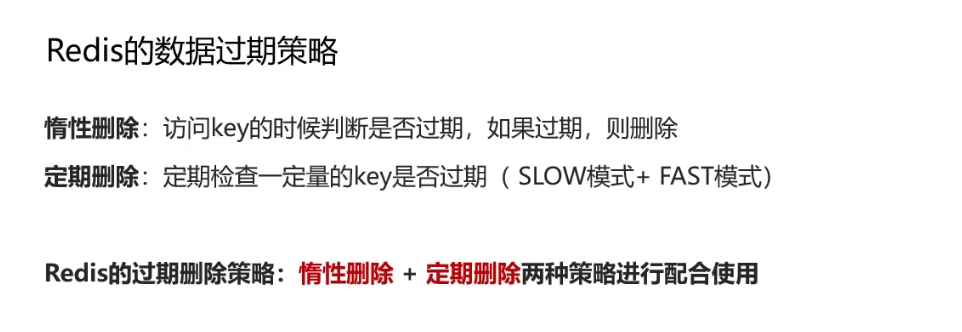 Redis的数据过期策略
惰性删除：访问key的时候判断是否过期，如果过期，则删除
定期删除：定期检查一定量的key是否过期（ SLOW模式+ FAST模式）
Redis的过期删除策略：惰性删除 + 定期删除两种策略进行配合使用